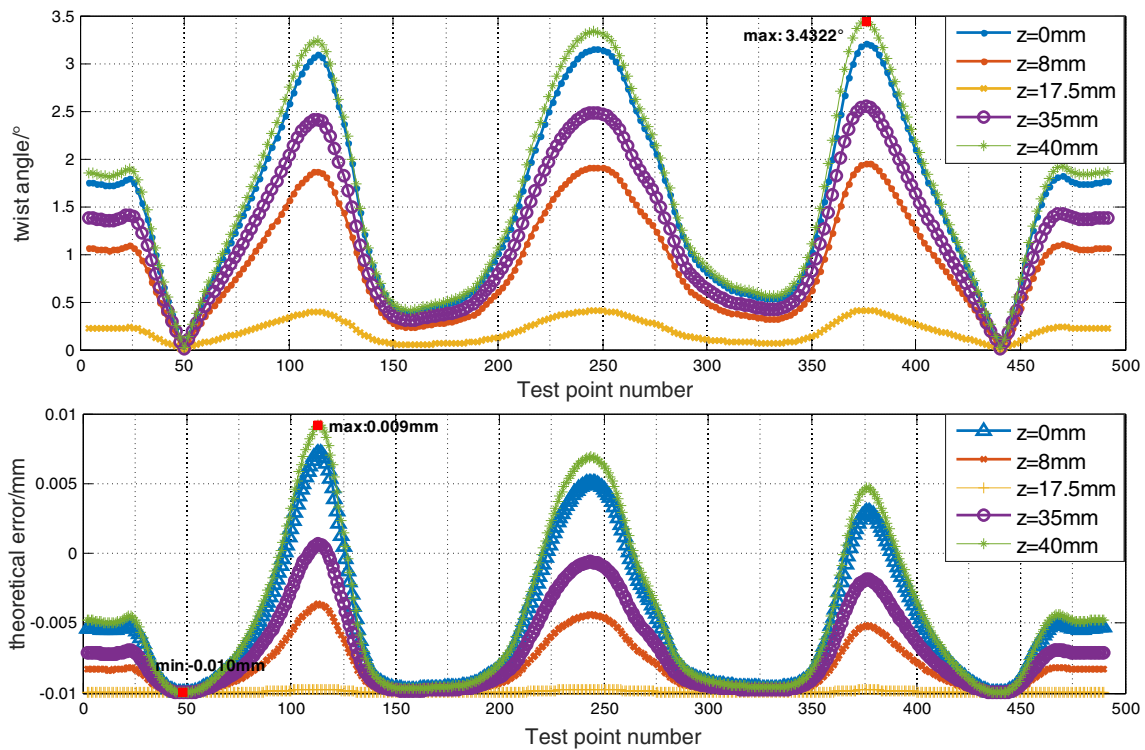 3.5
3
2.5
2
1.5
1
0.5
0
twist angle/°
max: 3.4322°
z=0mm
z=8mm
z=17.5mm
z=35mm
z=40mm
0 50 100 150 200 250 300 350 400 450 500
Test point number
0.01
0.005
0
-0.005
-0.01
theoretical error/mm
max:0.009mm
min:-0.010mm
z=0mm
z=8mm
z=17.5mm
z=35mm
z=40mm
0 50 100 150 200 250 300 350 400 450 500
Test point number